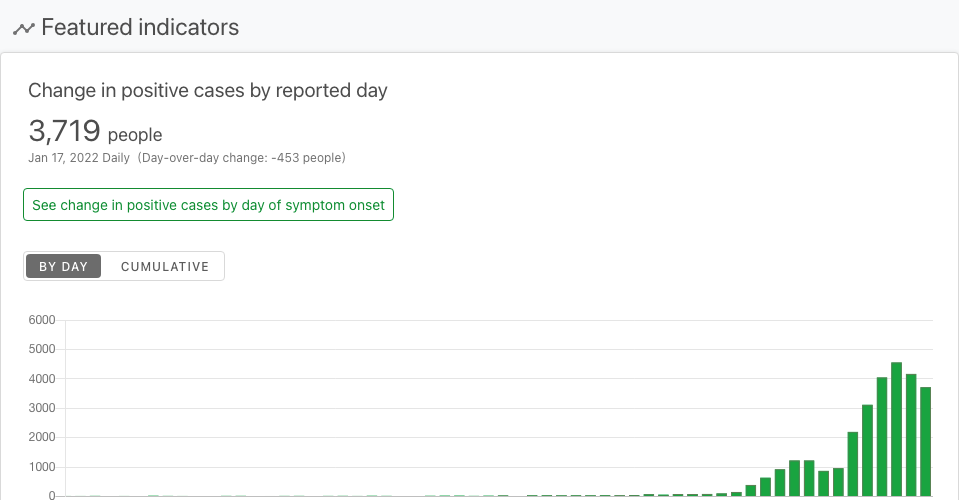 Featured indicators
Change in positive cases by reported day
3,719 people
Jan 17, 2022 Daily (Day-over-day change: -453 people)
See change in positive cases by day of symptom onset
BY DAY CUMULATIVE
6000
5000
4000
3000
2000
1000
0